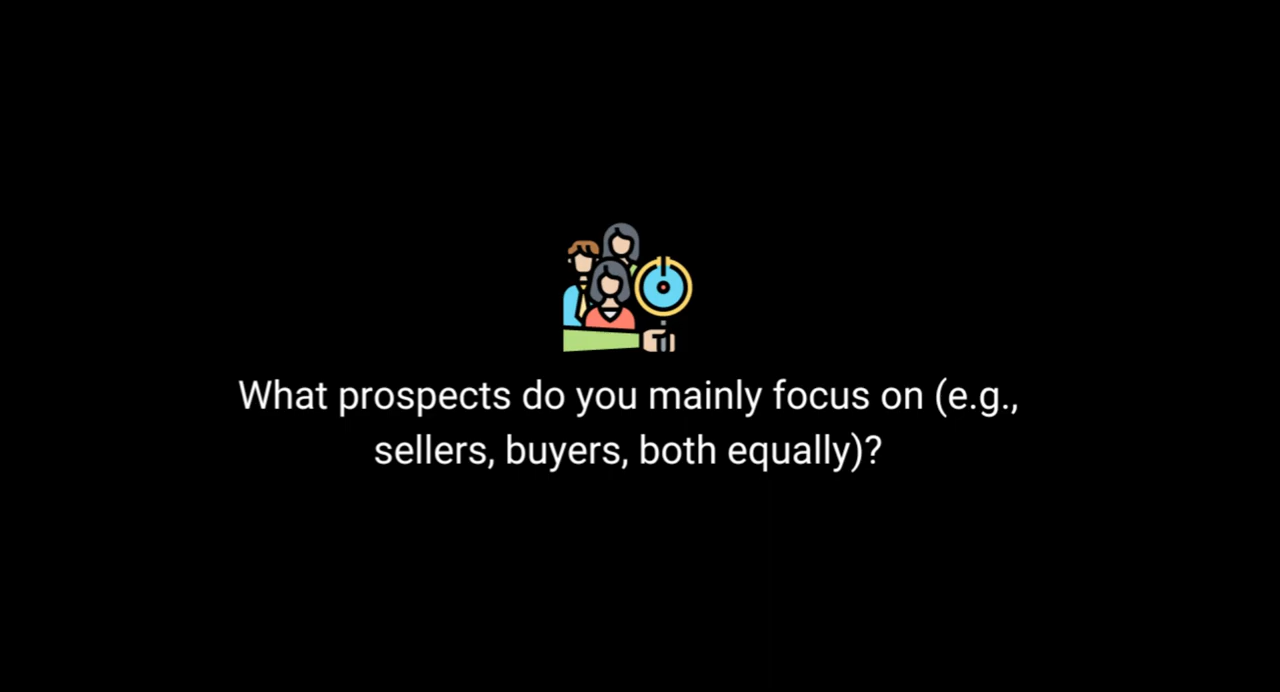 What prospects do you mainly focus on (e.g.,
sellers, buyers, both equally)?